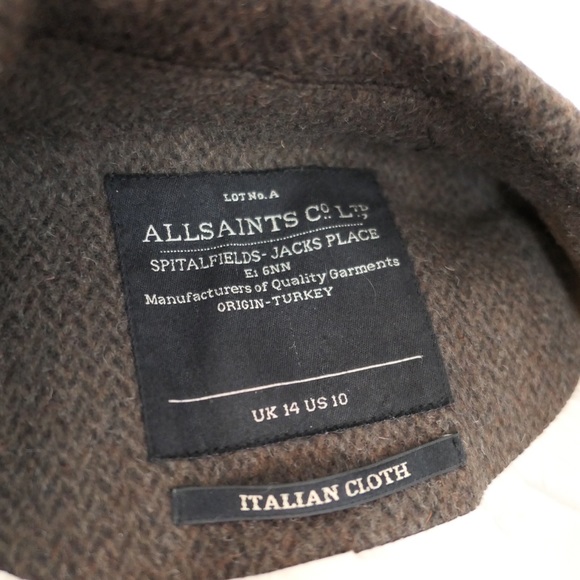 LOT NO. A
ALLSAINTS CO. LTD,
SPITALFIELDS- JACKS PLACE
E1 6NN
Manufacturers of Quality Garments
ORIGIN-TURKEY
UK 14 US 10
ITALIAN CLOTH